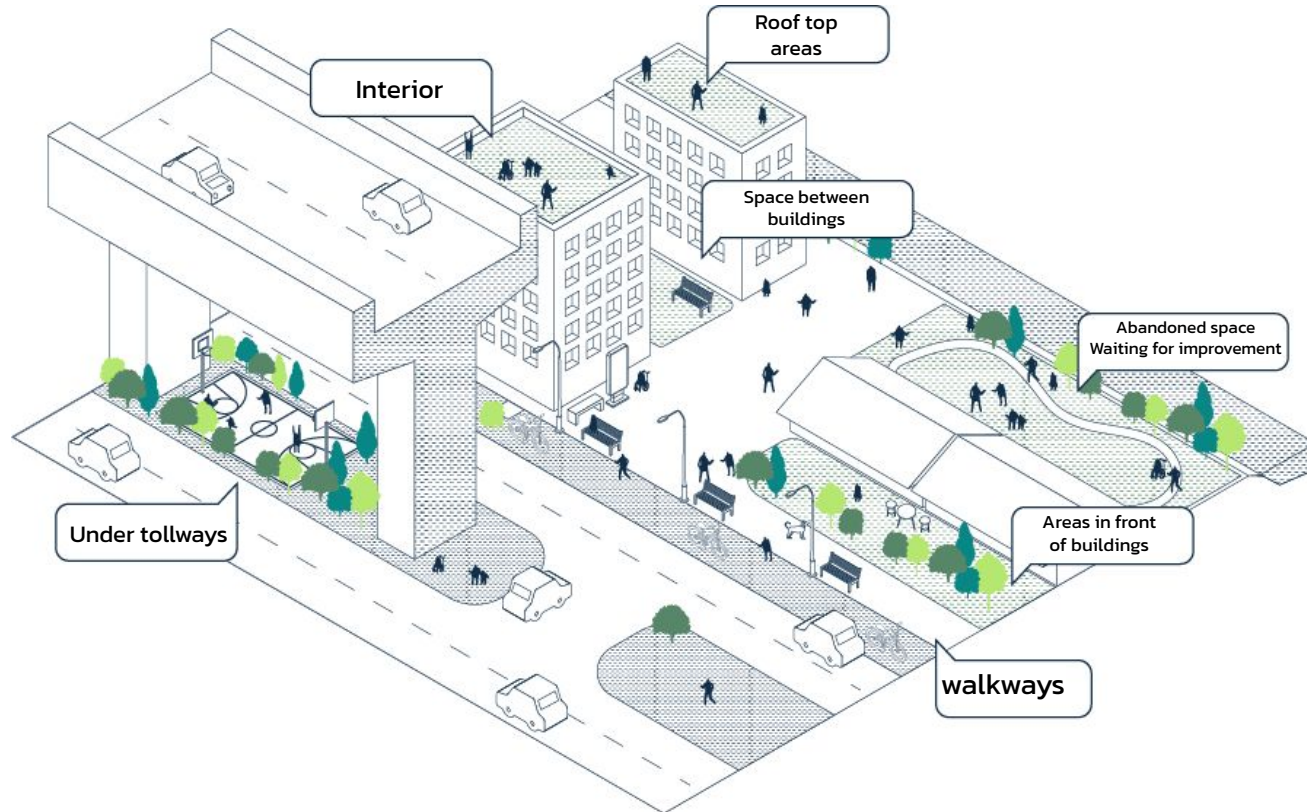 Roof top
areas
Interior
Space between
buildings
Abandoned space
Waiting for improvement
Under tollways
Areas in front
of buildings
walkways